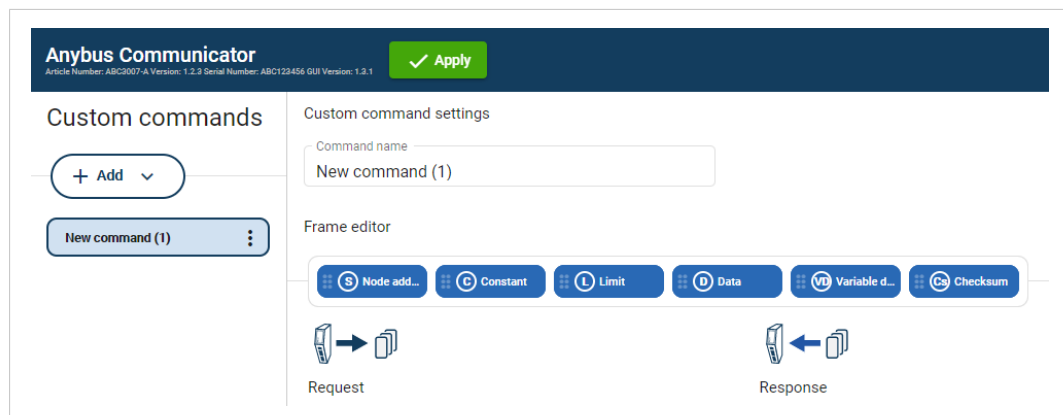 Anybus Communicator
Article Number: ABC3007-A Version: 1.2.3 Serial Number: ABC123456 GUI Version: 1.3.1
Apply
Custom commands
Custom command settings
Command name
New command (1)
Add
New command (1)
Frame editor
S Node add...
C Constant
L Limit
D Data
VD Variable d...
Cs Checksum
Request
Response